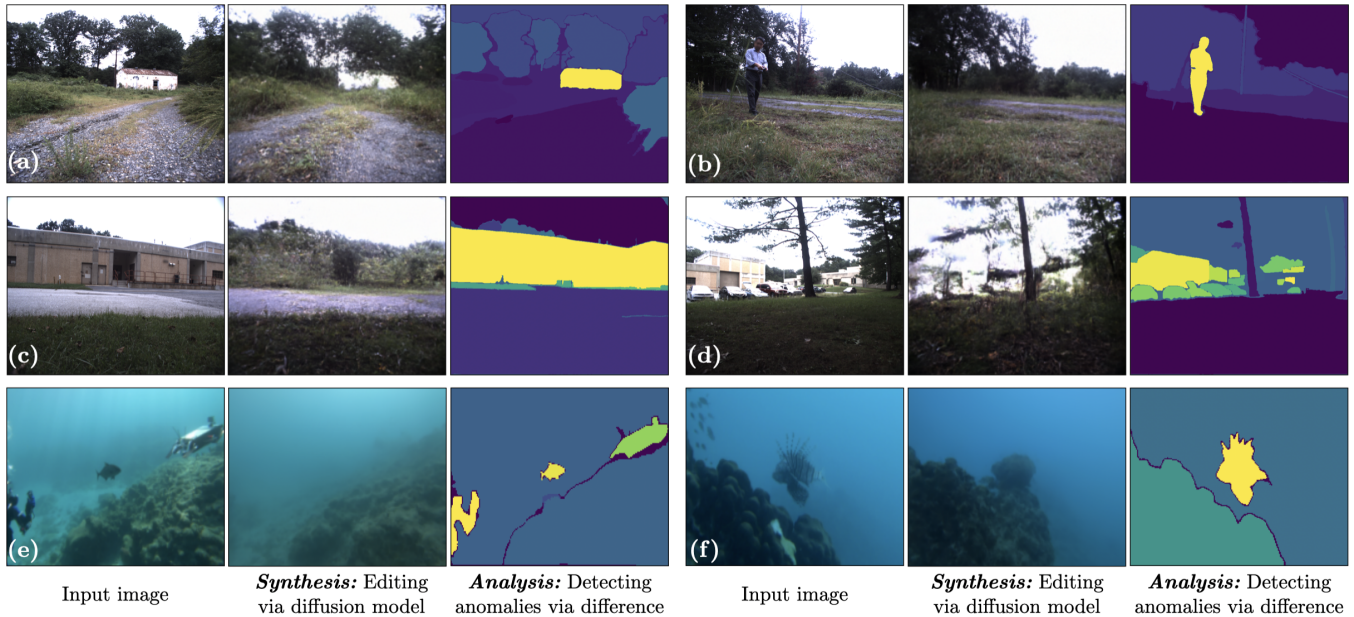 (a)
(b)
(c)
(d)
(e)
(f)
Input image
Synthesis: Editing
via diffusion model
Analysis: Detecting
anomalies via difference
Input image
Synthesis: Editing
via diffusion model
Analysis: Detecting
anomalies via difference